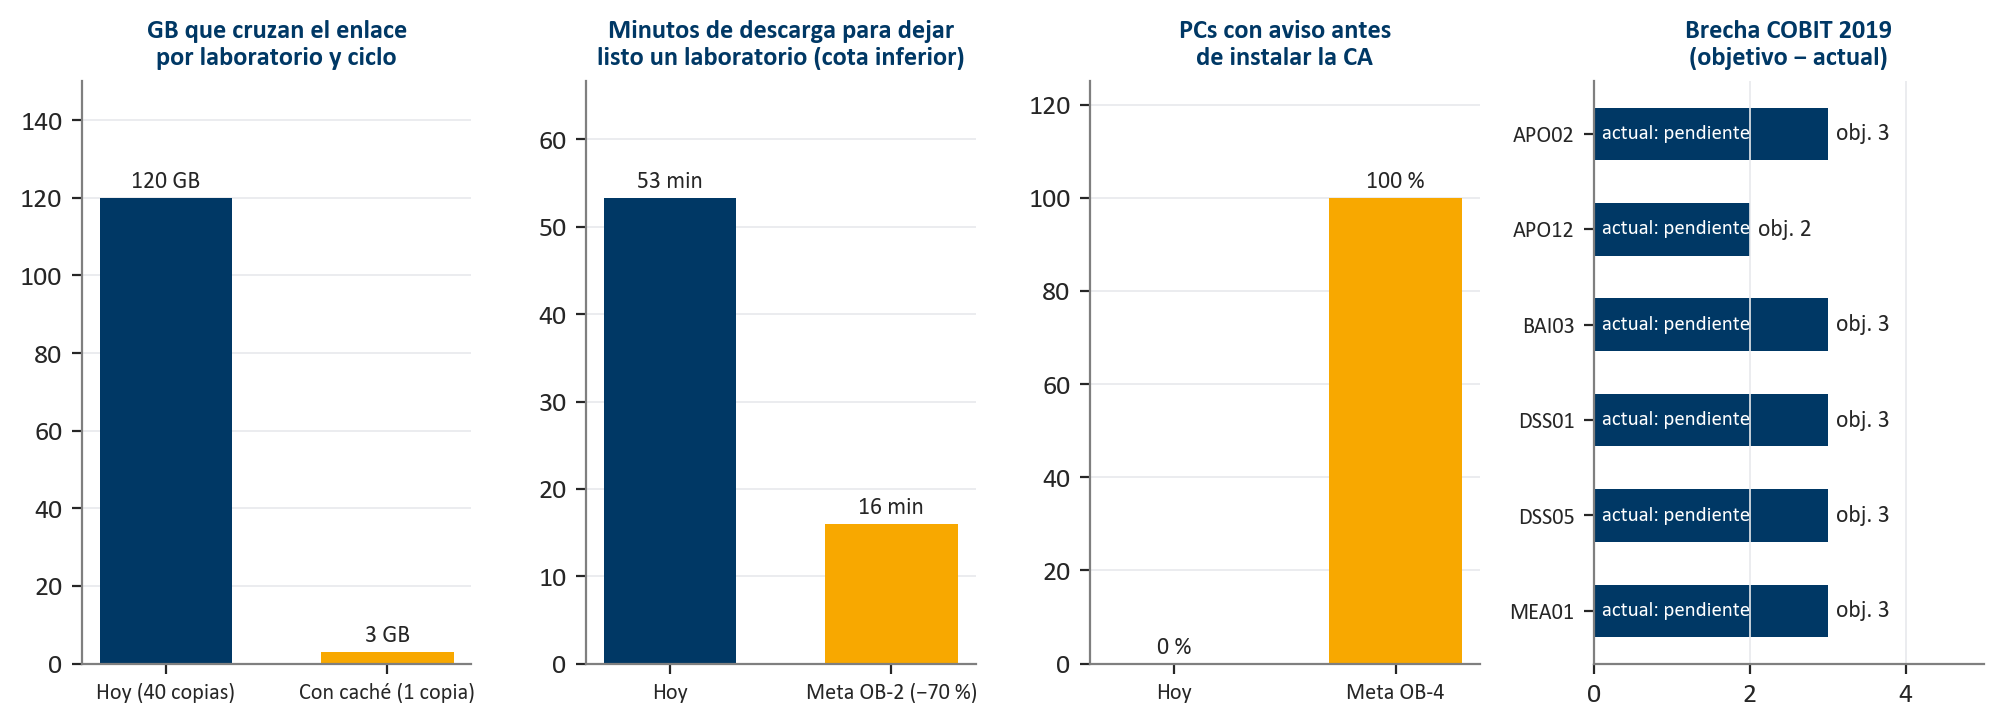 GB que cruzan el enlace
por laboratorio y ciclo
140
120
100
80
60
40
20
0
120 GB
3 GB
Hoy (40 copias)
Con caché (1 copia)
Minutos de descarga para dejar
listo un laboratorio (cota inferior)
60
50
40
30
20
10
0
53 min
16 min
Hoy
Meta OB-2 (−70 %)
PCs con aviso antes
de instalar la CA
120
100
80
60
40
20
0
0 %
100 %
Hoy
Meta OB-4
Brecha COBIT 2019
(objetivo − actual)
APO02 actual: pendiente obj. 3
APO12 actual: pendiente obj. 2
BAI03 actual: pendiente obj. 3
DSS01 actual: pendiente obj. 3
DSS05 actual: pendiente obj. 3
MEA01 actual: pendiente obj. 3
0 2 4